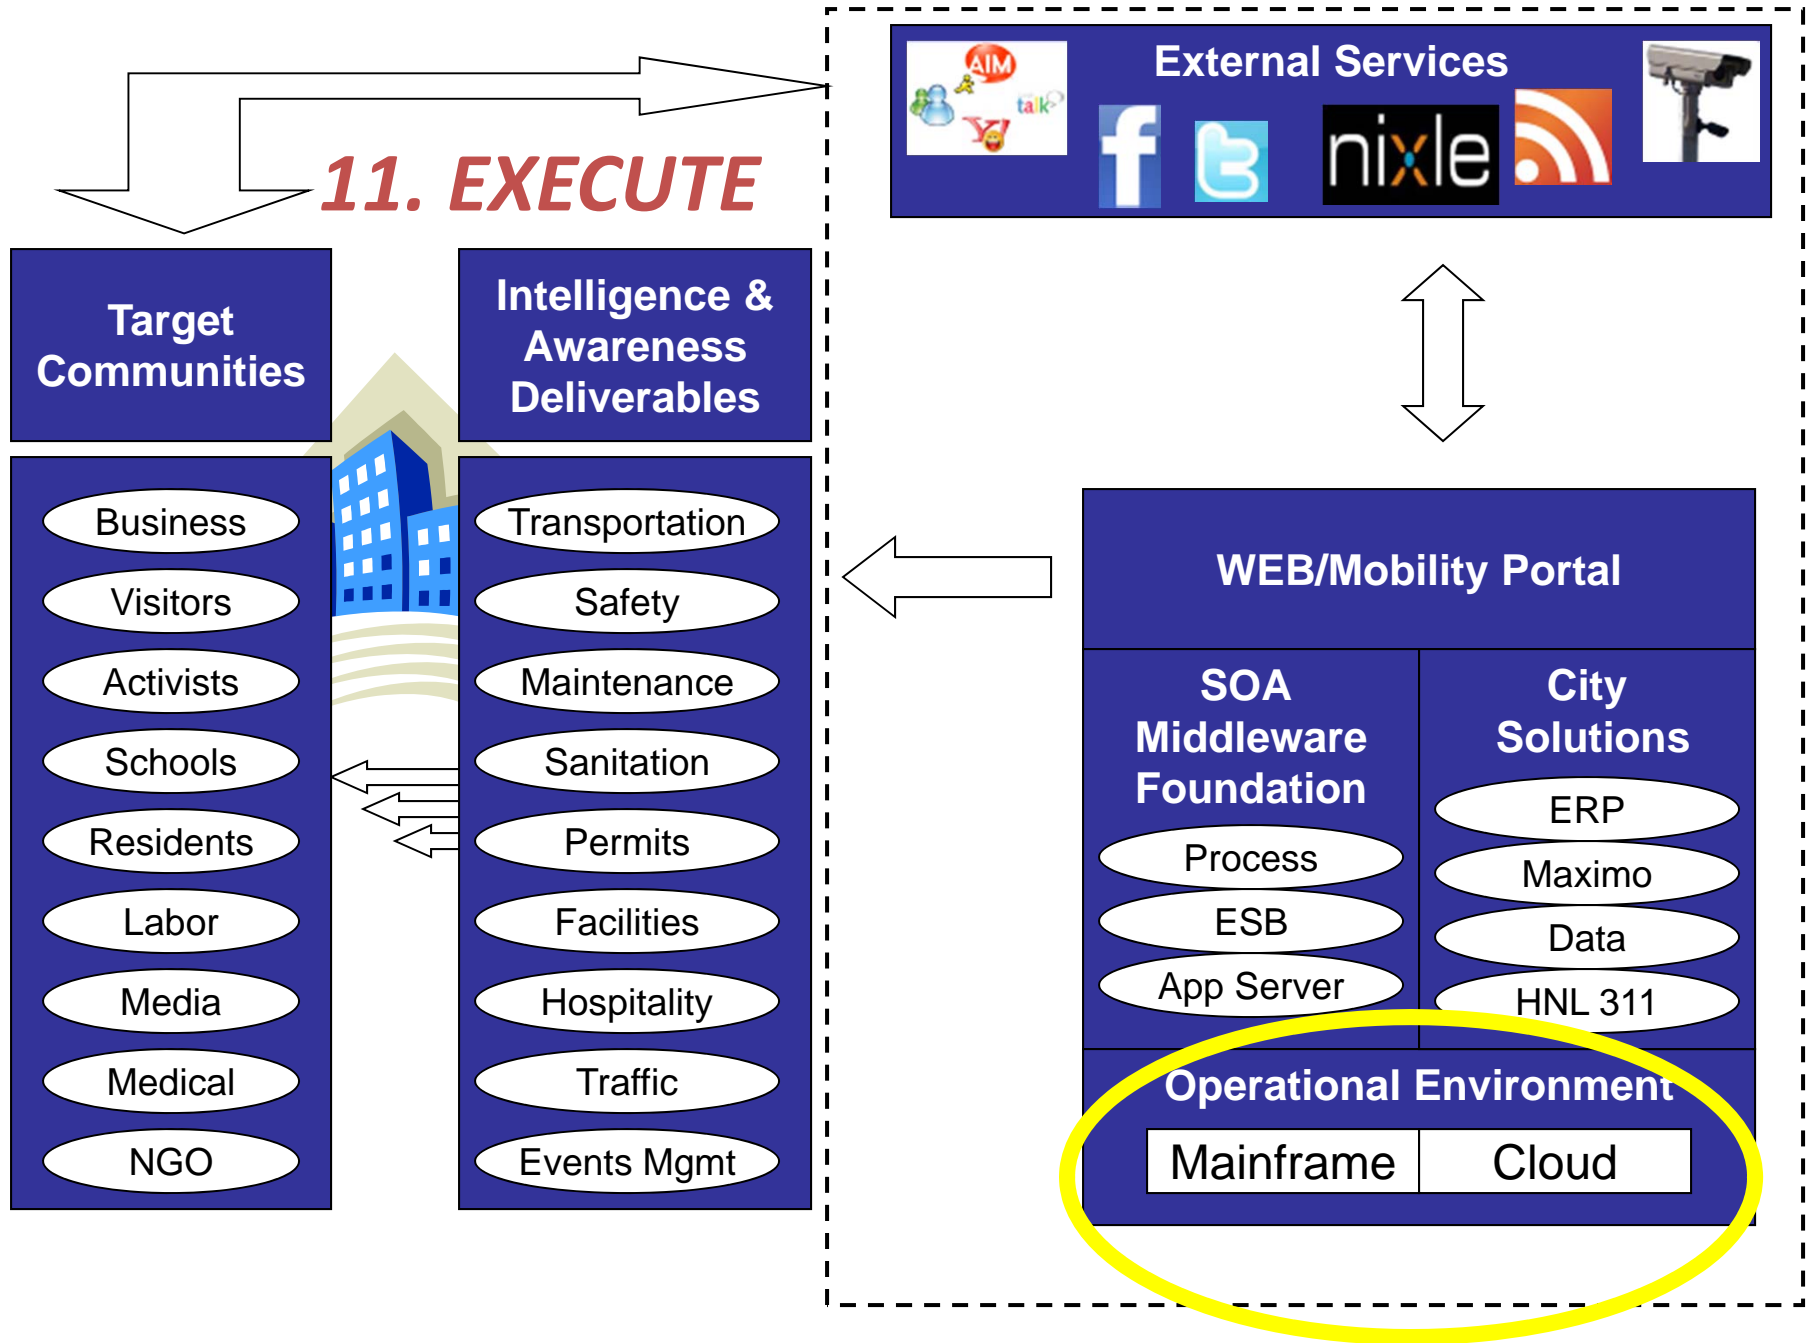 External Services
AIM
talk
Y!
f
nixle
11. EXECUTE
Target
Communities
Intelligence &
Awareness
Deliverables
Business
Visitors
Activists
Schools
Residents
Labor
Media
Medical
NGO
Transportation
Safety
Maintenance
Sanitation
Permits
Facilities
Hospitality
Traffic
Events Mgmt
WEB/Mobility Portal
SOA
Middleware
Foundation
Process
ESB
App Server
City
Solutions
ERP
Maximo
Data
HNL 311
Operational Environment
Mainframe
Cloud